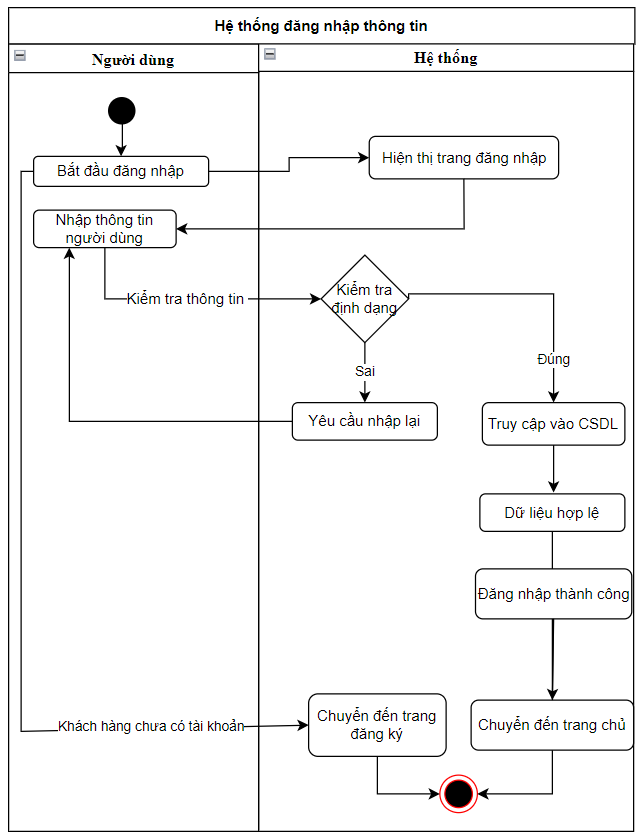 Hệ thống đăng nhập thông tin
Người dùng
Hệ thống
Bắt đầu đăng nhập
Hiện thị trang đăng nhập
Nhập thông tin
người dùng
Kiểm tra thông tin
Kiểm tra
định dạng
Đúng
Sai
Yêu cầu nhập lại
Truy cập vào CSDL
Dữ liệu hợp lệ
Đăng nhập thành công
Khách hàng chưa có tài khoản
Chuyển đến trang
đăng ký
Chuyển đến trang chủ